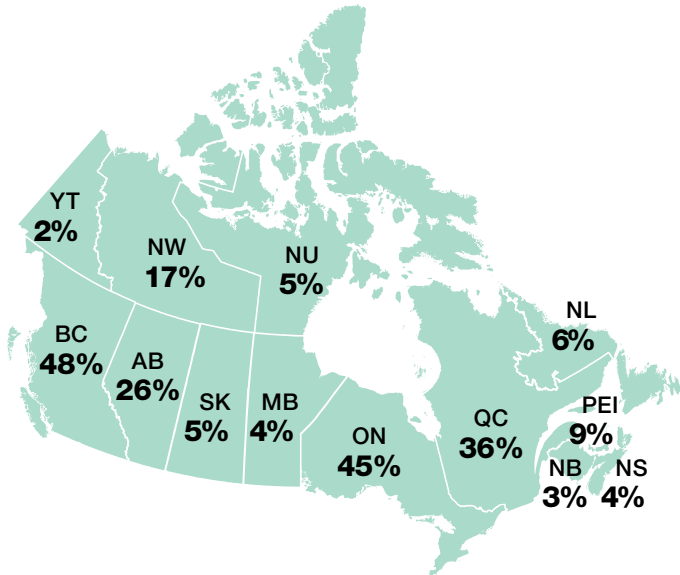 YT
2%
NW
17%
NU
5%
BC
48%
AB
26%
SK
5%
MB
4%
ON
45%
QC
36%
NL
6%
PEI
9%
NB
3%
NS
4%